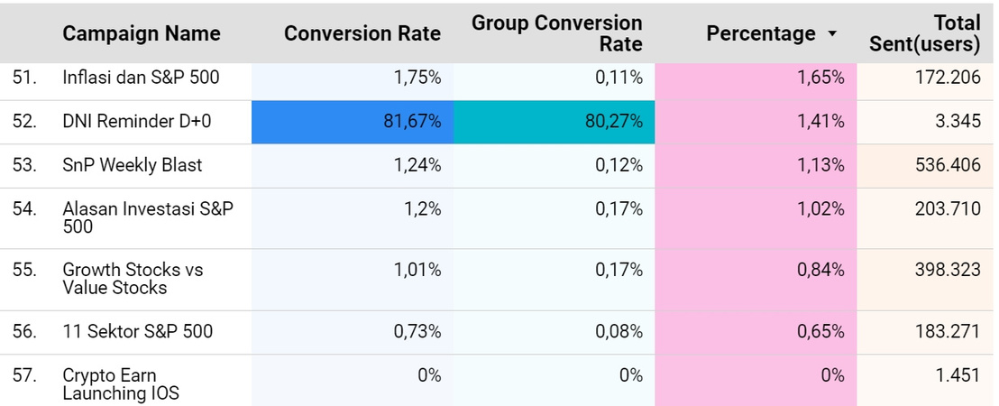 Campaign Name Conversion Rate Group Conversion Rate Percentage Total Sent(users)
51. Inflasi dan S&P 500 1,75% 0,11% 1,65% 172.206
52. DNI Reminder D+0 81,67% 80,27% 1,41% 3.345
53. SnP Weekly Blast 1,24% 0,12% 1,13% 536.406
54. Alasan Investasi S&P 1,2% 0,17% 1,02% 203.710
500
55. Growth Stocks vs 1,01% 0,17% 0,84% 398.323
Value Stocks
56. 11 Sektor S&P 500 0,73% 0,08% 0,65% 183.271
57. Crypto Earn 0% 0% 0% 1.451
Launching IOS